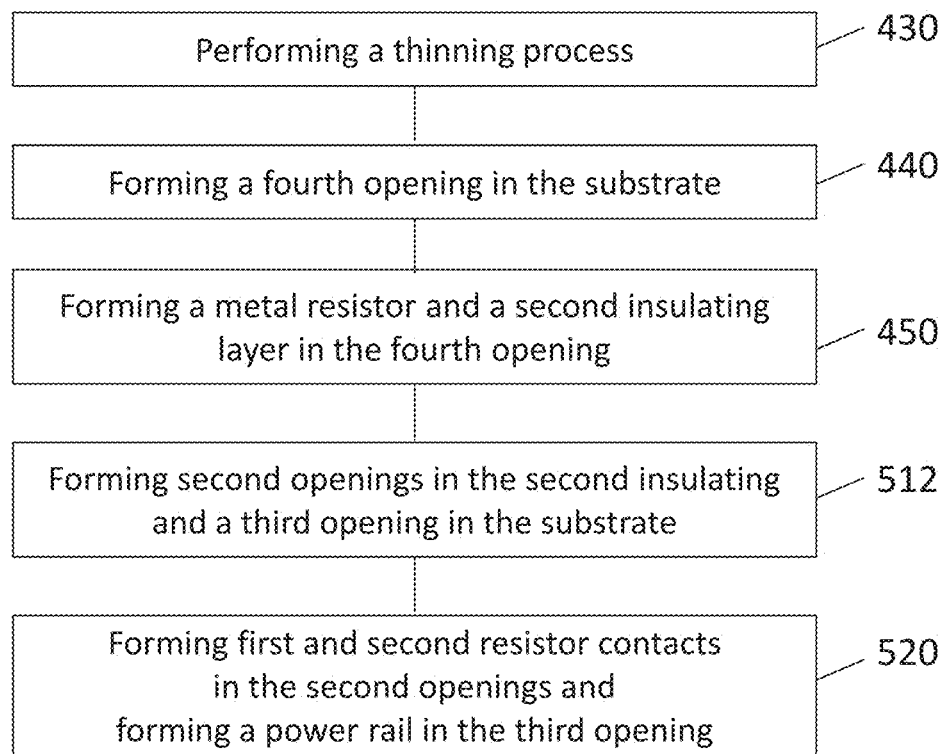 Performing a thinning process
430
Forming a fourth opening in the substrate
440
Forming a metal resistor and a second insulating
layer in the fourth opening
450
Forming second openings in the second insulating
and a third opening in the substrate
512
Forming first and second resistor contacts
in the second openings and
forming a power rail in the third opening
520